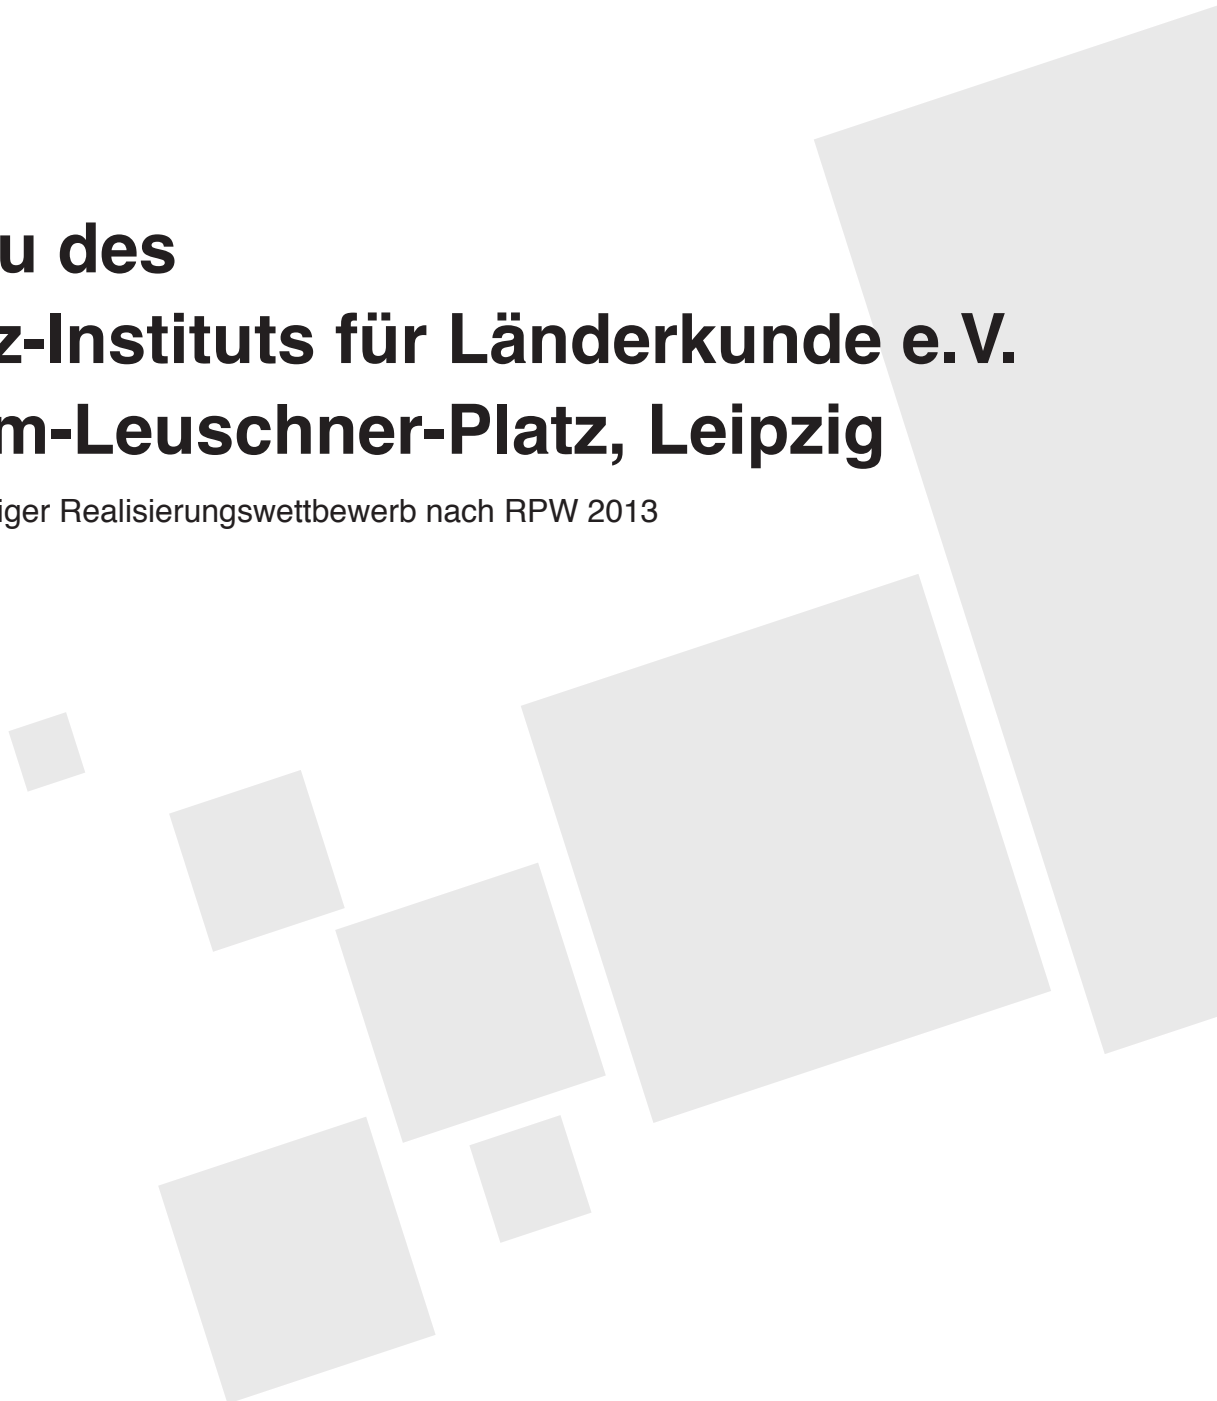 u des
z-Instituts für Länderkunde e.V.
m-Leuschner-Platz, Leipzig
iger Realisierungswettbewerb nach RPW 2013